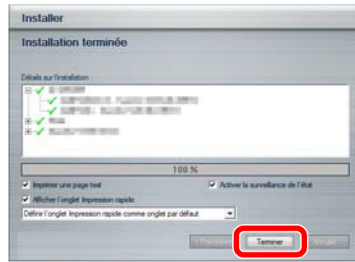 Installer
Installation terminée
Détails sur l'installation :
100 %
Imprimer une page test
Activer la surveillance de l'état
Afficher l'onglet Impression rapide
Définir l'onglet Impression rapide comme onglet par défaut
Terminer
Annuler